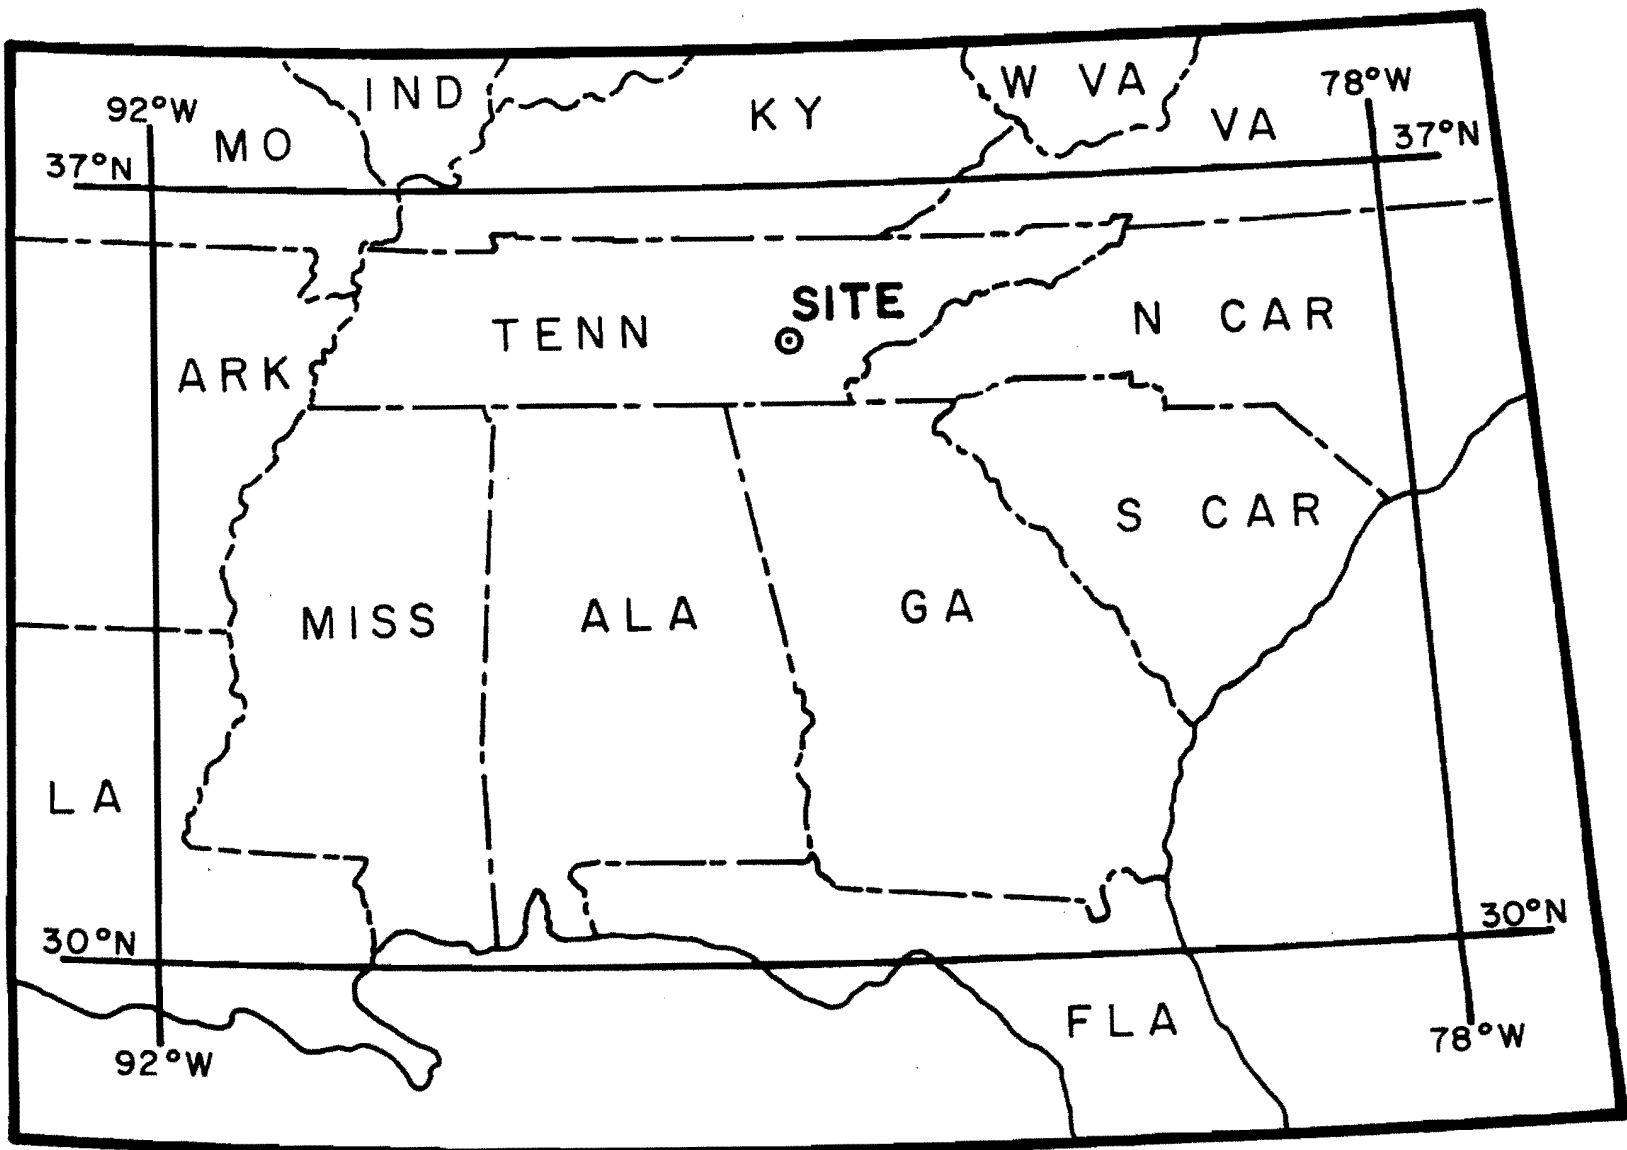 IND
W VA
78°W
92°W
KY
VA
37°N
MO
37°N
SITE
TENN
N CAR
ARK
S CAR
MISS
ALA
GA
LA
30°N
30°N
FLA
92°W
78°W